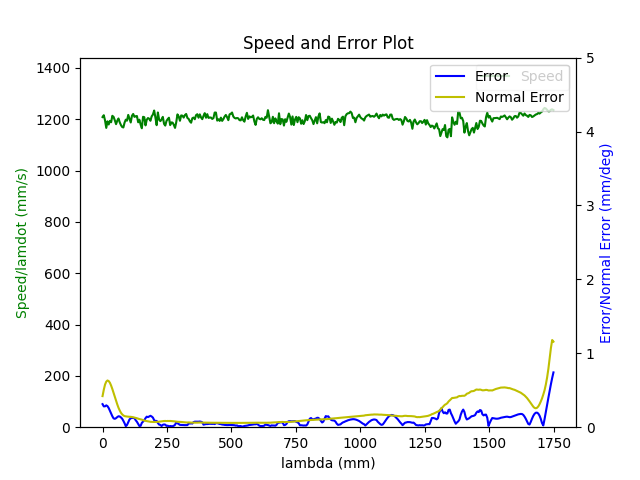 Speed and Error Plot
Error
Speed
Normal Error
1400
1200
1000
800
600
400
200
0
Speed/lamdot (mm/s)
5
4
3
2
1
0
Error/Normal Error (mm/deg)
0 250 500 750 1000 1250 1500 1750
lambda (mm)